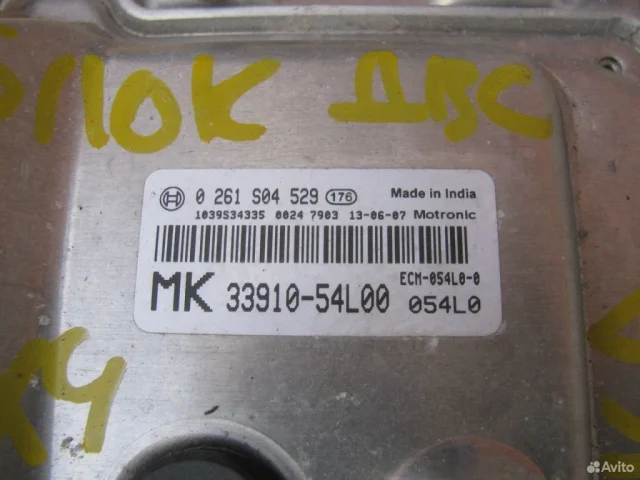 БЛОК ДВС
0 261 S04 529 176 Made in India
1039S34335 0024 7903 13-06-07 Motronic
ECM-054L0-0
MK 33910-54L00 054L0
Avito